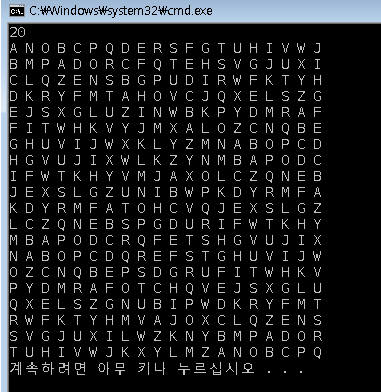 C:₩Windows₩system32₩cmd.exe
20
A N O B C P Q D E R S F G T U H I V W J
B M P A D O R C F Q T E H S V G J U X I
C L Q Z E N S B G P U D I R W F K T Y H
D K R Y F M T A H O V C J Q X E L S Z G
E J S X G L U Z I N W B K P Y D M R A F
F I T W H K V Y J M X A L O Z C N Q B E
G H U V I J W X K L Y Z M N A B O P C D
H G V U J I X W L K Z Y N M B A P O D C
I F W T K H Y V M J A X O L C Z Q N E B
J E X S L G Z U N I B W P K D Y R M F A
K D Y R M F A T O H C V Q J E X S L G Z
L C Z Q N E B S P G D U R I F W T K H Y
M B A P O D C R Q F E T S H G V U J I X
N A B O P C D Q R E F S T G H U V I J W
O Z C N Q B E P S D G R U F I T W H K V
P Y D M R A F O T C H Q V E J S X G L U
Q X E L S Z G N U B I P W D K R Y F M T
R W F K T Y H M V A J O X C L Q Z E N S
S V G J U X I L W Z K N Y B M P A D O R
T U H I V W J K X Y L M Z A N O B C P Q
계속하려면 아무 키나 누르십시오 . . .